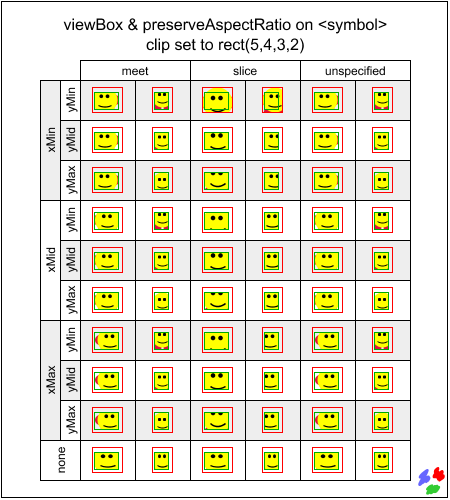 viewBox & preserveAspectRatio on <symbol>
clip set to rect(5,4,3,2)
meet slice unspecified
xMin
yMin
yMid
yMax
xMid
yMin
yMid
yMax
xMax
yMin
yMid
yMax
none